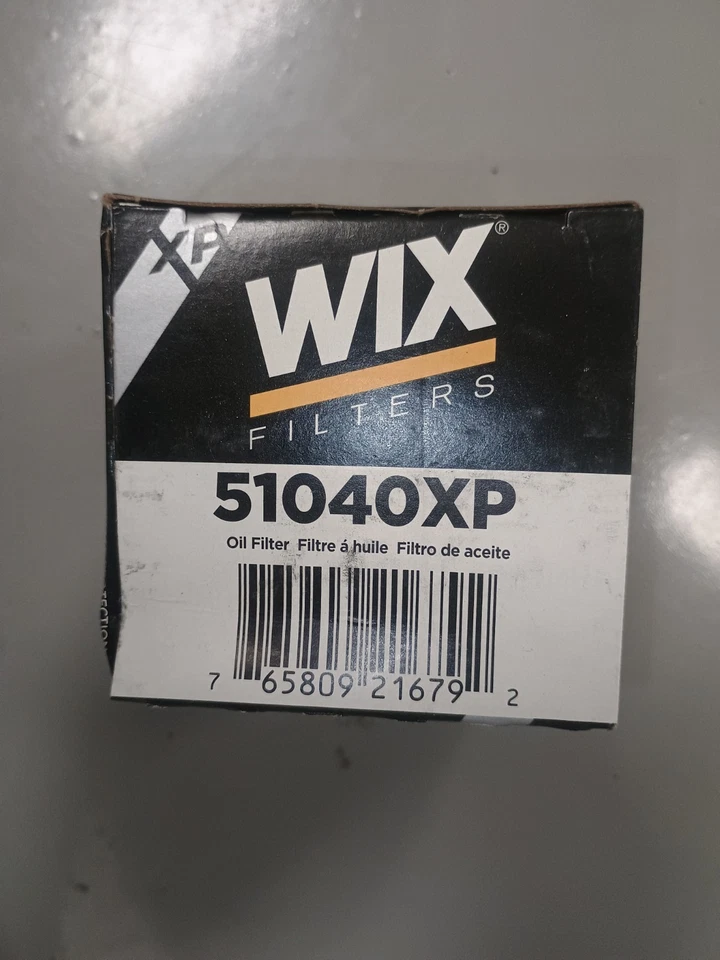 XP
WIX®
FILTERS
51040XP
Oil Filter Filtre á huile Filtro de aceite
7 65809 21679 2